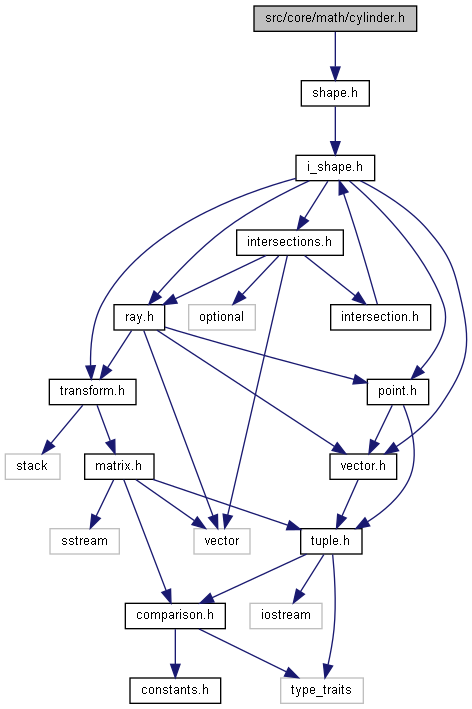 src/core/math/cylinder.h
shape.h
i_shape.h
intersections.h
ray.h
optional
intersection.h
transform.h
point.h
stack
matrix.h
vector.h
sstream
vector
tuple.h
comparison.h
iostream
constants.h
type_traits